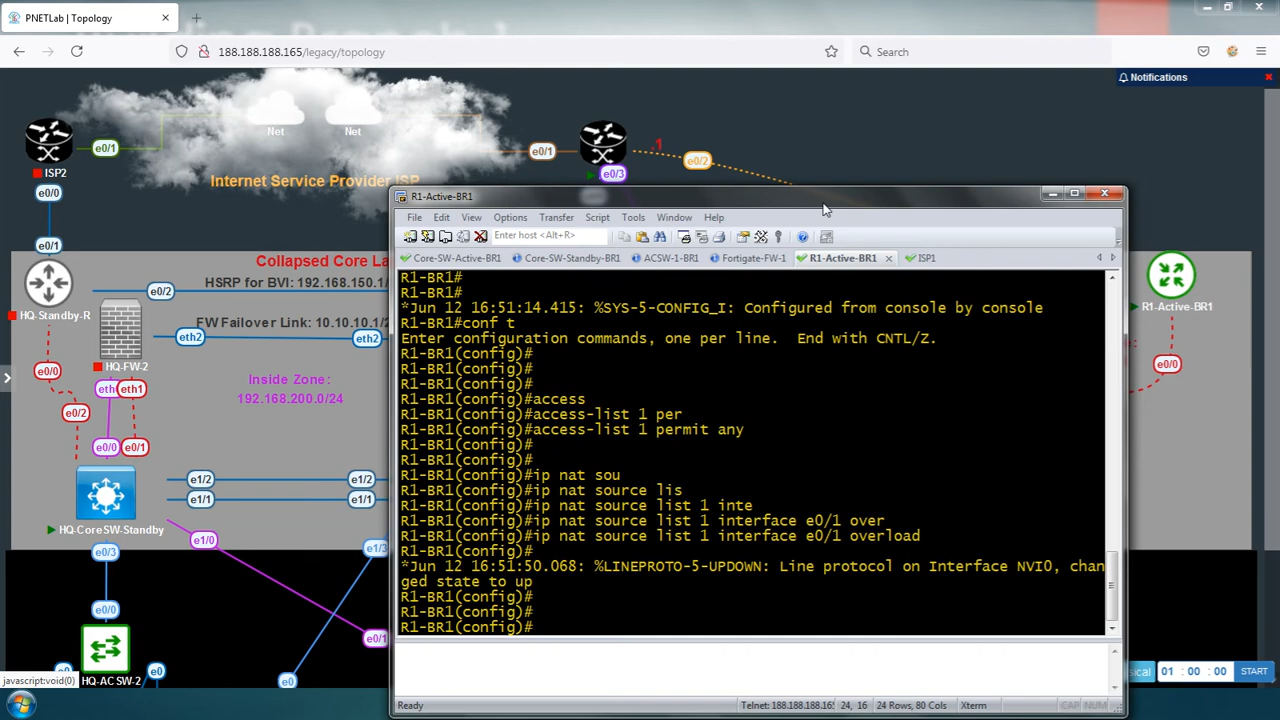 PNETLab | Topology
188.188.188.165/legacy/topology
Search
Notifications
Net
Net
e0/1
e0/1
.1
e0/2
ISP2
e0/3
e0/0
Internet Service Provider ISP
e0/1
Collapsed Core La
HSRP for BVI: 192.168.150.1/
e0/2
HQ-Standby-R
FW Failover Link: 10.10.10.1/2
eth2
eth2
HQ-FW-2
e0/0
eth
eth1
Inside Zone:
192.168.200.0/24
e0/2
e0/0
e0/1
e1/2
e1/2
e1/1
e1/1
HQ-CoreSW-Standby
e1/0
e1/3
e0/3
e0/0
e0/1
HQ-AC SW-2
e0
e0
e0
javascript:void(0)
R1-Active-BR1
e0/0
sical
01 : 00 : 00
START
R1-Active-BR1
File Edit View Options Transfer Script Tools Window Help
Enter host <Alt+R>
Core-SW-Active-BR1 Core-SW-Standby-BR1 ACSW-1-BR1 Fortigate-FW-1 R1-Active-BR1 ISP1
R1-BR1#
R1-BR1#
*Jun 12 16:51:14.415: %SYS-5-CONFIG_I: Configured from console by console
R1-BR1#conf t
Enter configuration commands, one per line. End with CNTL/Z.
R1-BR1(config)#
R1-BR1(config)#
R1-BR1(config)#
R1-BR1(config)#access
R1-BR1(config)#access-list 1 per
R1-BR1(config)#access-list 1 permit any
R1-BR1(config)#
R1-BR1(config)#
R1-BR1(config)#ip nat sou
R1-BR1(config)#ip nat source lis
R1-BR1(config)#ip nat source list 1 inte
R1-BR1(config)#ip nat source list 1 interface e0/1 over
R1-BR1(config)#ip nat source list 1 interface e0/1 overload
R1-BR1(config)#
*Jun 12 16:51:50.068: %LINEPROTO-5-UPDOWN: Line protocol on Interface NVI0, chan
ged state to up
R1-BR1(config)#
R1-BR1(config)#
R1-BR1(config)#
Ready
Telnet: 188.188.188.165
24, 16
24 Rows, 80 Cols
Xterm
CAP
NUM